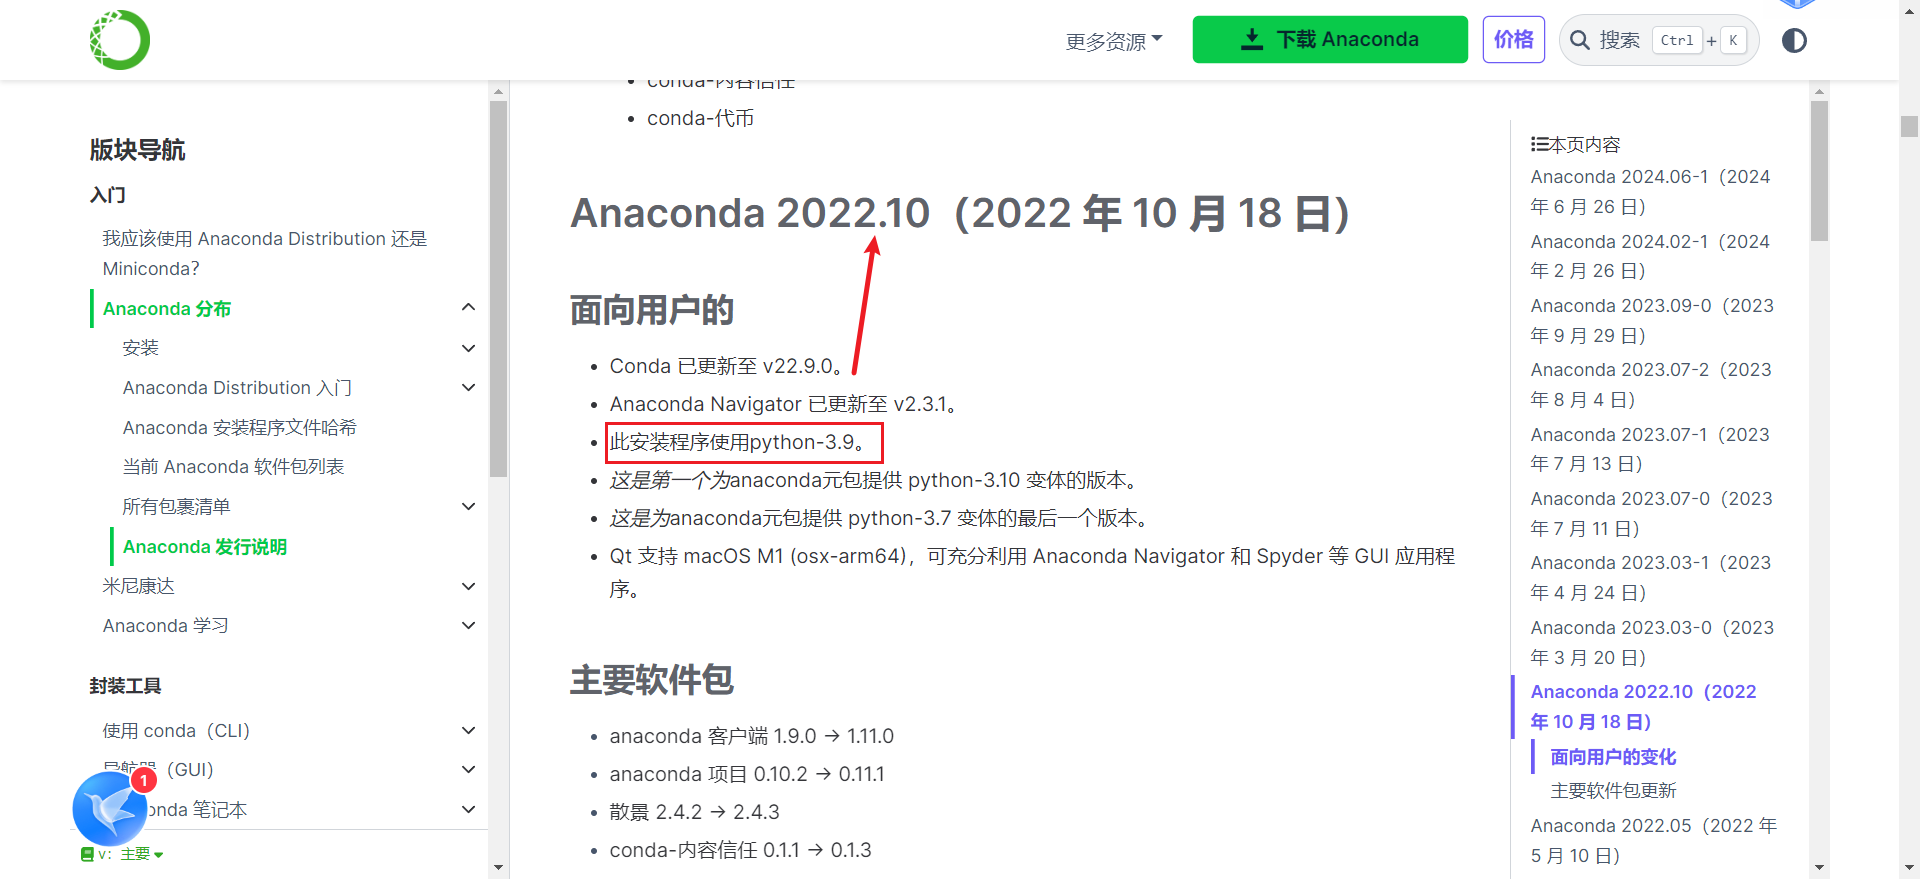 更多资源
下载 Anaconda
价格
搜索 Ctrl + K
版块导航
入门
我应该使用 Anaconda Distribution 还是
Miniconda?
Anaconda 分布
安装
Anaconda Distribution 入门
Anaconda 安装程序文件哈希
当前 Anaconda 软件包列表
所有包裹清单
Anaconda 发行说明
米尼康达
Anaconda 学习
封装工具
使用 conda（CLI）
导航器（GUI）
onda 笔记本
1
v: 主要
conda-内容信任
conda-代币
Anaconda 2022.10（2022 年 10 月 18 日）
面向用户的
Conda 已更新至 v22.9.0。
Anaconda Navigator 已更新至 v2.3.1。
此安装程序使用python-3.9。
这是第一个为anaconda元包提供 python-3.10 变体的版本。
这是为anaconda元包提供 python-3.7 变体的最后一个版本。
Qt 支持 macOS M1 (osx-arm64)，可充分利用 Anaconda Navigator 和 Spyder 等 GUI 应用程
序。
主要软件包
anaconda 客户端 1.9.0 → 1.11.0
anaconda 项目 0.10.2 → 0.11.1
散景 2.4.2 → 2.4.3
conda-内容信任 0.1.1 → 0.1.3
本页内容
Anaconda 2024.06-1（2024
年 6 月 26 日）
Anaconda 2024.02-1（2024
年 2 月 26 日）
Anaconda 2023.09-0（2023
年 9 月 29 日）
Anaconda 2023.07-2（2023
年 8 月 4 日）
Anaconda 2023.07-1（2023
年 7 月 13 日）
Anaconda 2023.07-0（2023
年 7 月 11 日）
Anaconda 2023.03-1（2023
年 4 月 24 日）
Anaconda 2023.03-0（2023
年 3 月 20 日）
Anaconda 2022.10（2022
年 10 月 18 日）
面向用户的变化
主要软件包更新
Anaconda 2022.05（2022 年
5 月 10 日）